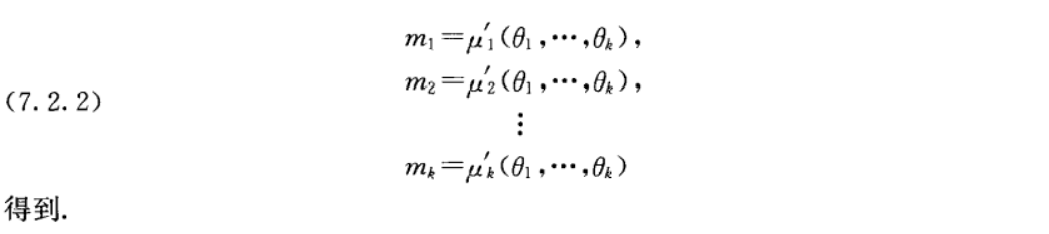 m₁=μ′₁(θ₁,⋯,θₖ),
(7.2.2) m₂=μ′₂(θ₁,⋯,θₖ),
⋮
mₖ=μ′ₖ(θ₁,⋯,θₖ)
得到.